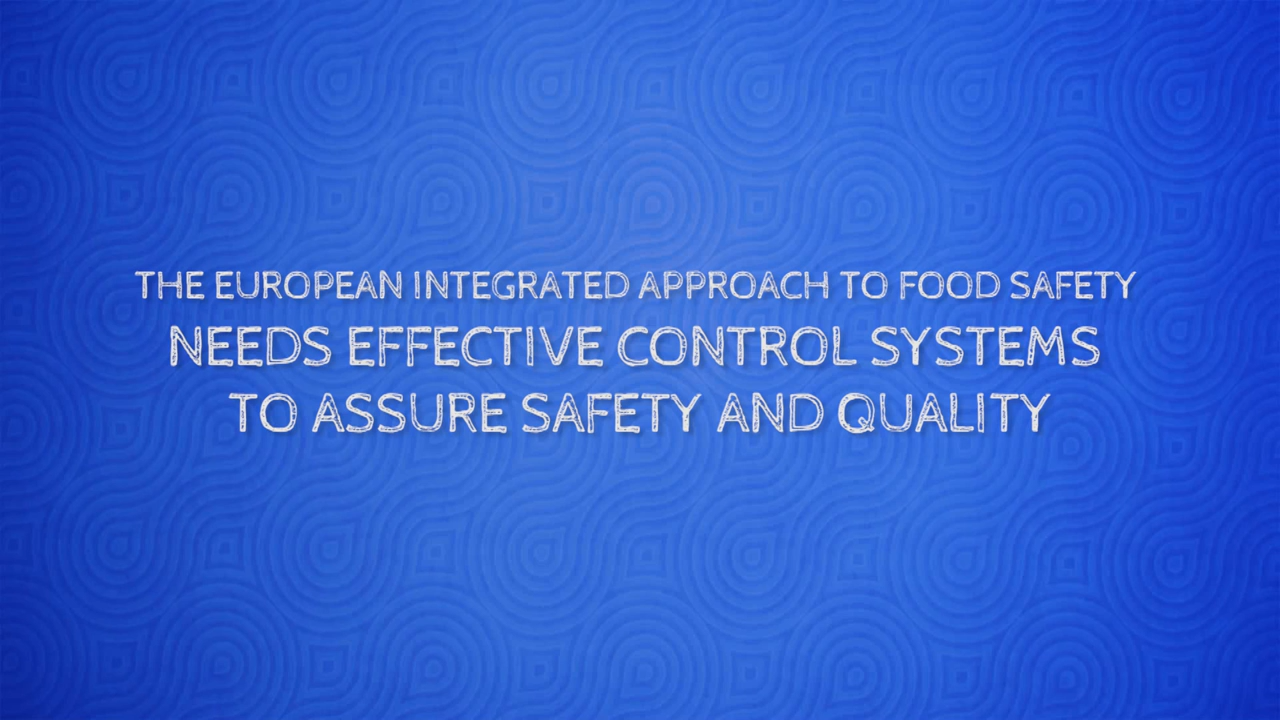 THE EUROPEAN INTEGRATED APPROACH TO FOOD SAFETY
NEEDS EFFECTIVE CONTROL SYSTEMS
TO ASSURE SAFETY AND QUALITY